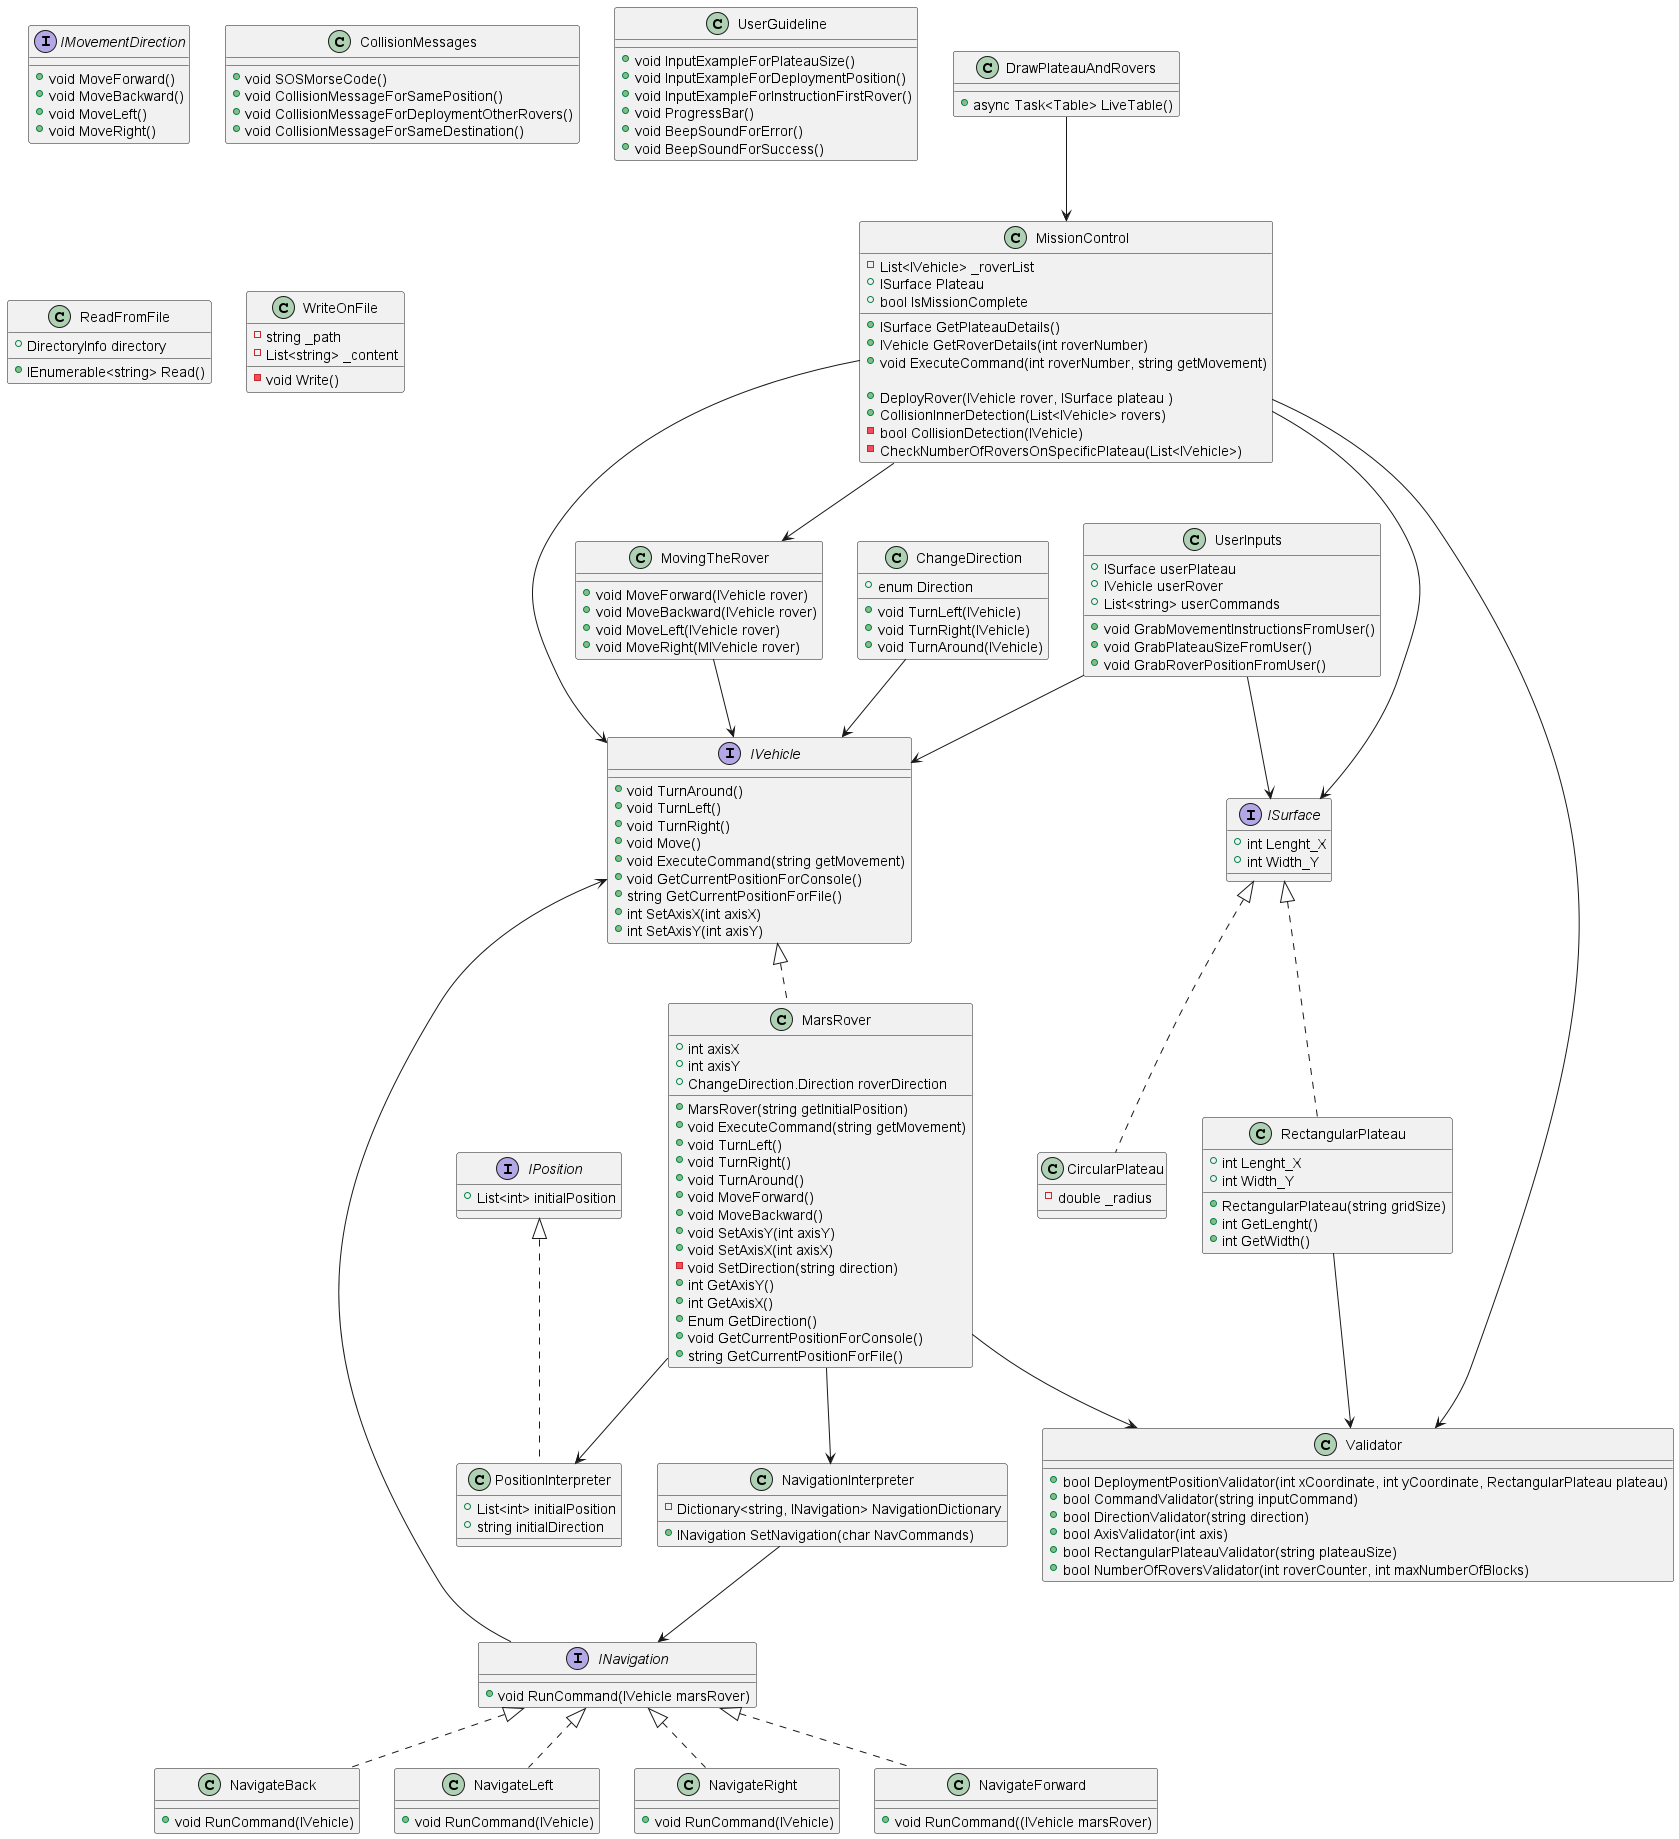 I IMovementDirection
void MoveForward()
void MoveBackward()
void MoveLeft()
void MoveRight()
C CollisionMessages
void SOSMorseCode()
void CollisionMessageForSamePosition()
void CollisionMessageForDeploymentOtherRovers()
void CollisionMessageForSameDestination()
C UserGuideline
void InputExampleForPlateauSize()
void InputExampleForDeploymentPosition()
void InputExampleForInstructionFirstRover()
void ProgressBar()
void BeepSoundForError()
void BeepSoundForSuccess()
C DrawPlateauAndRovers
async Task<Table> LiveTable()
C ReadFromFile
DirectoryInfo directory
IEnumerable<string> Read()
C WriteOnFile
string _path
List<string> _content
void Write()
C MissionControl
List<IVehicle> _roverList
ISurface Plateau
bool IsMissionComplete
ISurface GetPlateauDetails()
IVehicle GetRoverDetails(int roverNumber)
void ExecuteCommand(int roverNumber, string getMovement)
DeployRover(IVehicle rover, ISurface plateau )
CollisionInnerDetection(List<IVehicle> rovers)
bool CollisionDetection(IVehicle)
CheckNumberOfRoversOnSpecificPlateau(List<IVehicle>)
C MovingTheRover
void MoveForward(IVehicle rover)
void MoveBackward(IVehicle rover)
void MoveLeft(IVehicle rover)
void MoveRight(MIVehicle rover)
C ChangeDirection
enum Direction
void TurnLeft(IVehicle)
void TurnRight(IVehicle)
void TurnAround(IVehicle)
C UserInputs
ISurface userPlateau
IVehicle userRover
List<string> userCommands
void GrabMovementInstructionsFromUser()
void GrabPlateauSizeFromUser()
void GrabRoverPositionFromUser()
I IVehicle
void TurnAround()
void TurnLeft()
void TurnRight()
void Move()
void ExecuteCommand(string getMovement)
void GetCurrentPositionForConsole()
string GetCurrentPositionForFile()
int SetAxisX(int axisX)
int SetAxisY(int axisY)
I ISurface
int Lenght_X
int Width_Y
C MarsRover
int axisX
int axisY
ChangeDirection.Direction roverDirection
MarsRover(string getInitialPosition)
void ExecuteCommand(string getMovement)
void TurnLeft()
void TurnRight()
void TurnAround()
void MoveForward()
void MoveBackward()
void SetAxisY(int axisY)
void SetAxisX(int axisX)
void SetDirection(string direction)
int GetAxisY()
int GetAxisX()
Enum GetDirection()
void GetCurrentPositionForConsole()
string GetCurrentPositionForFile()
I IPosition
List<int> initialPosition
C CircularPlateau
double _radius
C RectangularPlateau
int Lenght_X
int Width_Y
RectangularPlateau(string gridSize)
int GetLenght()
int GetWidth()
C PositionInterpreter
List<int> initialPosition
string initialDirection
C NavigationInterpreter
Dictionary<string, INavigation> NavigationDictionary
INavigation SetNavigation(char NavCommands)
C Validator
bool DeploymentPositionValidator(int xCoordinate, int yCoordinate, RectangularPlateau plateau)
bool CommandValidator(string inputCommand)
bool DirectionValidator(string direction)
bool AxisValidator(int axis)
bool RectangularPlateauValidator(string plateauSize)
bool NumberOfRoversValidator(int roverCounter, int maxNumberOfBlocks)
I INavigation
void RunCommand(IVehicle marsRover)
C NavigateBack
void RunCommand(IVehicle)
C NavigateLeft
void RunCommand(IVehicle)
C NavigateRight
void RunCommand(IVehicle)
C NavigateForward
void RunCommand((IVehicle marsRover)